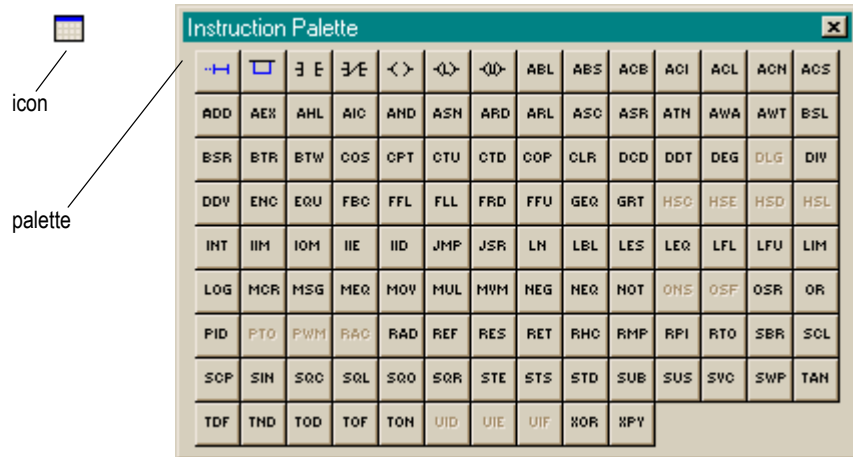 Instruction Palette
icon
palette
ABL ABS ACB ACI ACL ACN ACS
ADD AEX AHL AIC AND ASN ARD ARL ASC ASR ATN AWA AWT BSL
BSR BTR BTW COS CPT CTU CTD COP CLR DCD DDT DEG DLG DIV
DDV ENC EQU FBC FFL FLL FRD FFU GEQ GRT HSC HSE HSD HSL
INT IIM IOM IIE IID JMP JSR LN LBL LES LEQ LFL LFU LIM
LOG MCR MSG MEQ MOV MUL MVM NEG NEQ NOT ONS OSF OSR OR
PID PTO PWM RAC RAD REF RES RET RHC RMP RPI RTO SBR SCL
SCP SIN SQC SQL SQO SQR STE STS STD SUB SUS SVC SWP TAN
TDF TND TOD TOF TON UID UIE UIF XOR XPY